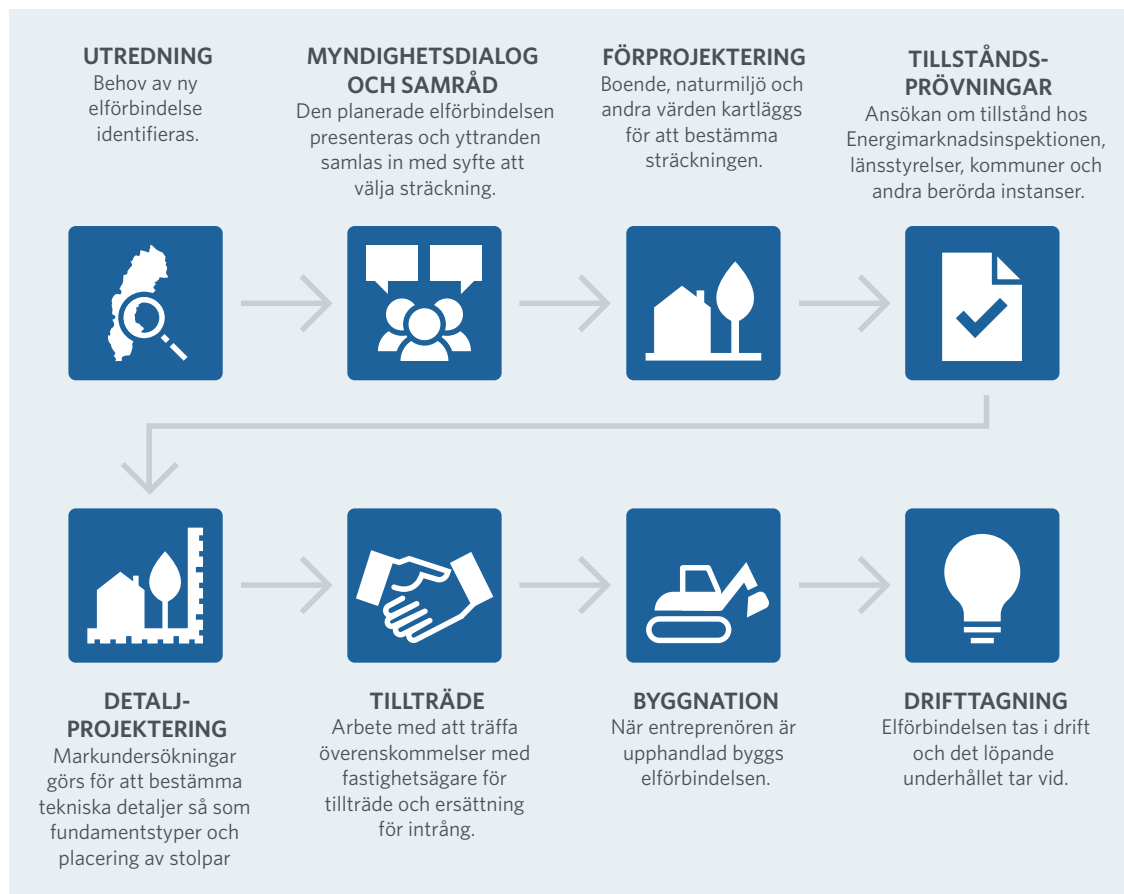 UTREDNING
Behov av ny
elförbindelse
identifieras.
MYNDIGHETSDIALOG
OCH SAMRÅD
Den planerade elförbindelsen
presenteras och yttranden
samlas in med syfte att
välja sträckning.
FÖRPROJEKTERING
Boende, naturmiljö och
andra värden kartläggs
för att bestämma
sträckningen.
TILLSTÅNDS-
PRÖVNINGAR
Ansökan om tillstånd hos
Energimarknadsinspektionen,
länsstyrelser, kommuner och
andra berörda instanser.
DETALJ-
PROJEKTERING
Markundersökningar
görs för att bestämma
tekniska detaljer så som
fundamentstyper och
placering av stolpar
TILLTRÄDE
Arbete med att träffa
överenskommelser med
fastighetsägare för
tillträde och ersättning
för intrång.
BYGGNATION
När entreprenören är
upphandlad byggs
elförbindelsen.
DRIFTTAGNING
Elförbindelsen tas i drift
och det löpande
underhållet tar vid.